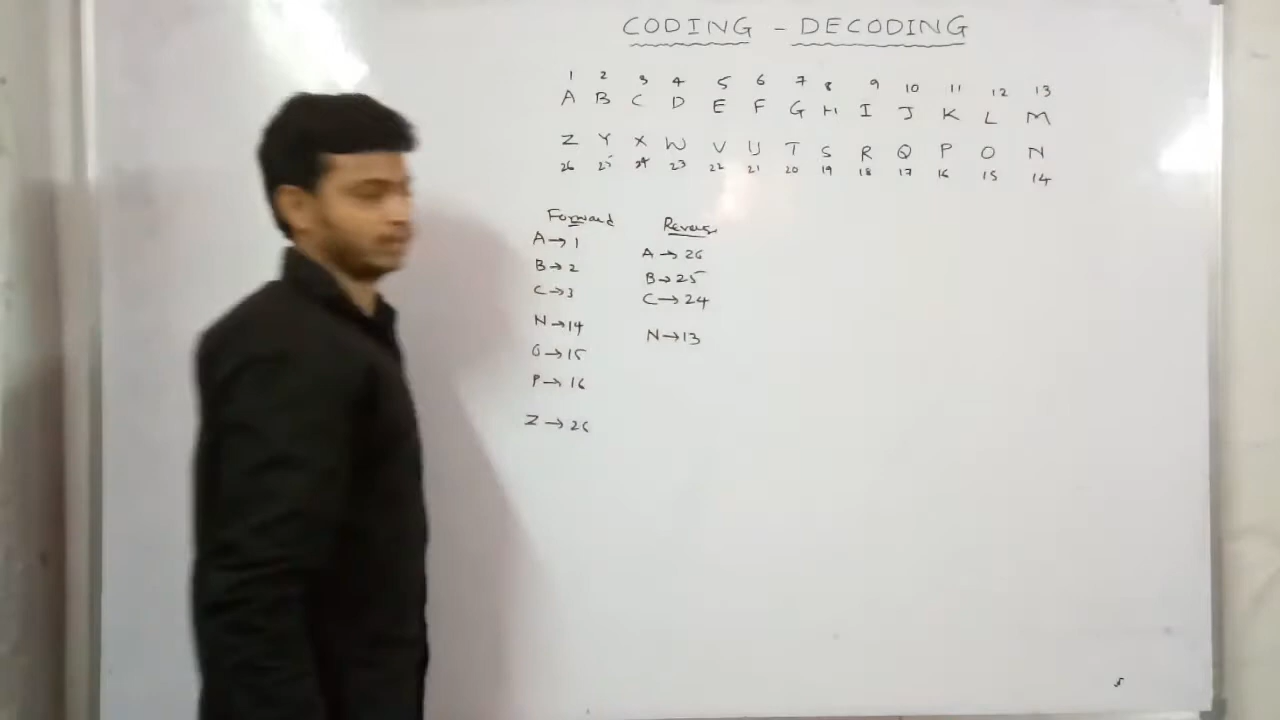 CODING - DECODING
1 2 3 4 5 6 7 8 9 10 11 12 13
A B C D E F G H I J K L M
Z Y X W V U T S R Q P O N
26 25 24 23 22 21 20 19 18 17 16 15 14
Forward
A→1
B→2
C→3
N→14
O→15
P→16
Z→26
Reverse
A→26
B→25
C→24
N→13